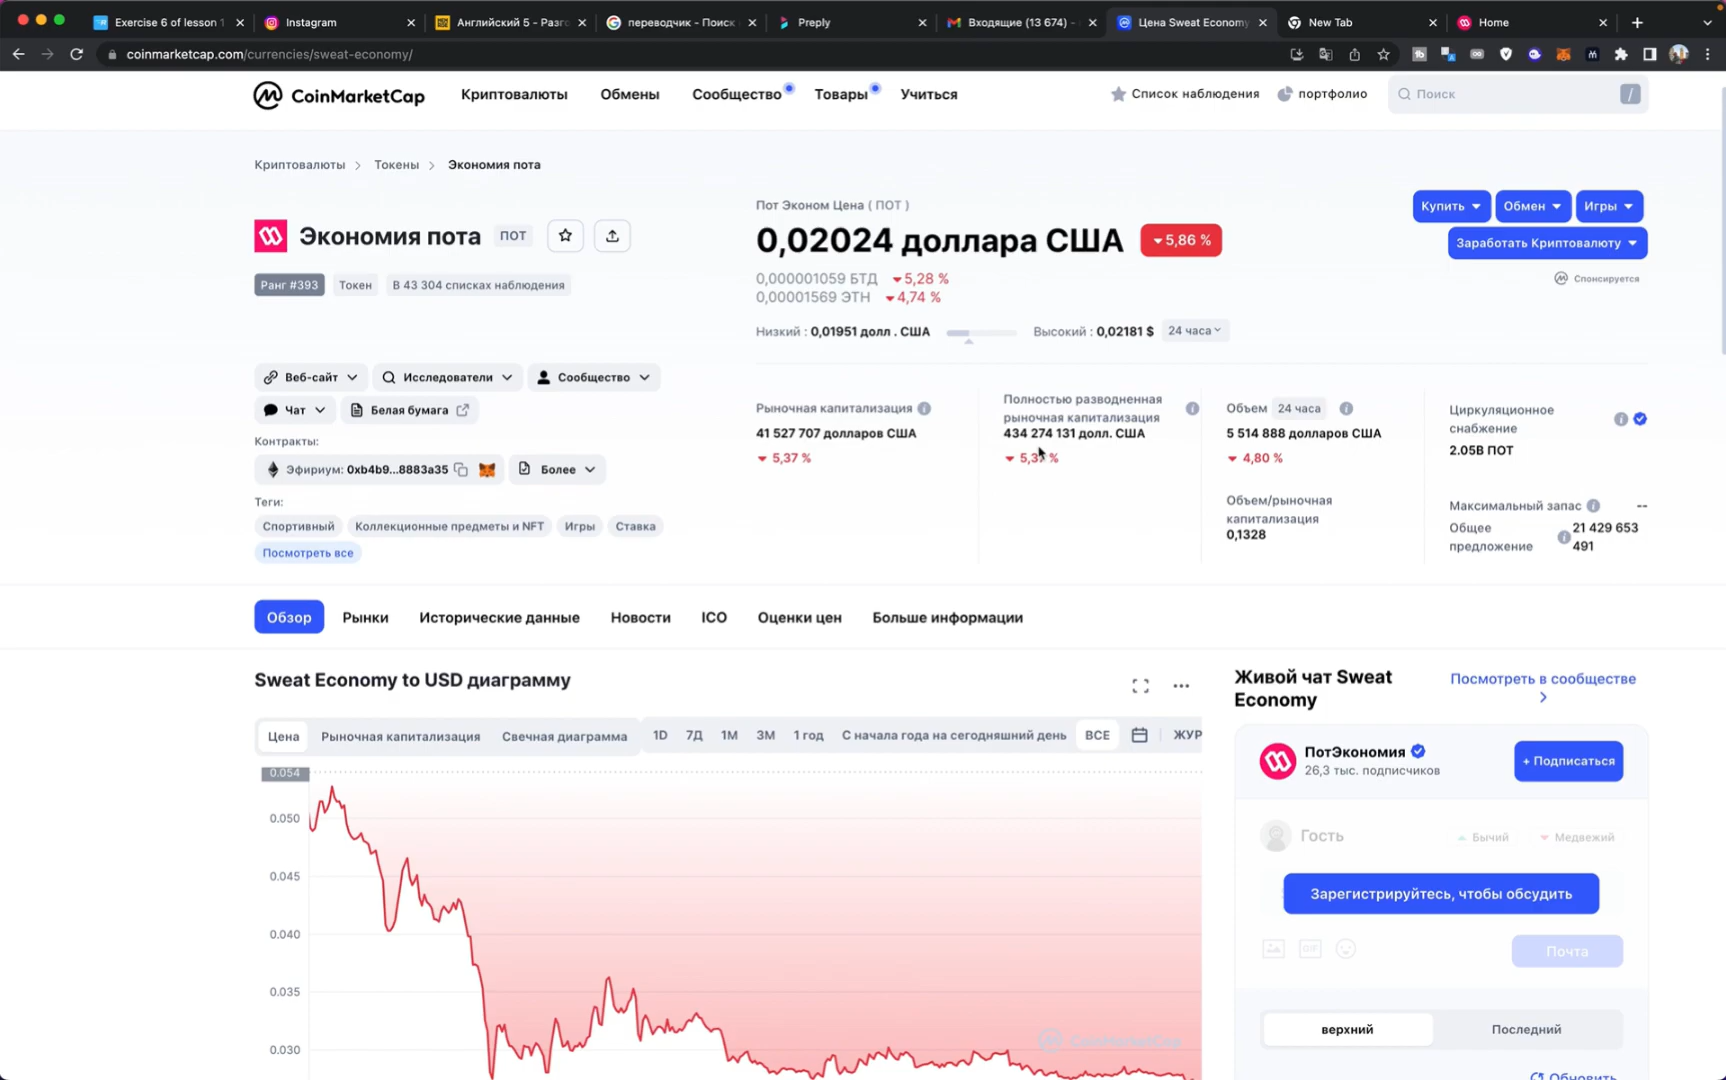 Exercise 6 of lesson 1
Instagram
Английский 5 - Разго
переводчик - Поиск
Preply
Входящие (13 674) -
Цена Sweat Economy
New Tab
Home
coinmarketcap.com/currencies/sweat-economy/
CoinMarketCap
Криптовалюты
Обмены
Сообщество
Товары
Учиться
Список наблюдения
портфолио
Поиск
/
Криптовалюты > Токены > Экономия пота
Экономия пота ПОТ
Ранг #393
Токен
В 43 304 списках наблюдения
Веб-сайт
Исследователи
Сообщество
Чат
Белая бумага
Контракты:
Эфириум: 0xb4b9...8883a35
Более
Теги:
Спортивный
Коллекционные предметы и NFT
Игры
Ставка
Посмотреть все
Пот Эконом Цена ( ПОТ )
0,02024 доллара США
5,86 %
0,000001059 БТД 5,28 %
0,00001569 ЭТН 4,74 %
Низкий : 0,01951 долл . США
Высокий : 0,02181 $
24 часа
Купить
Обмен
Игры
Заработать Криптовалюту
Спонсируется
Рыночная капитализация
41 527 707 долларов США
5,37 %
Полностью разводненная
рыночная капитализация
434 274 131 долл. США
Объем 24 часа
5 514 888 долларов США
4,80 %
Объем/рыночная
капитализация
0,1328
Циркуляционное
снабжение
2.05B ПОТ
Максимальный запас --
Общее
предложение
21 429 653
491
Обзор
Рынки
Исторические данные
Новости
ICO
Оценки цен
Больше информации
Sweat Economy to USD диаграмму
Цена
Рыночная капитализация
Свечная диаграмма
1D
7Д
1М
3М
1 год
С начала года на сегодняшний день
ВСЕ
ЖУР
0.054
0.050
0.045
0.040
0.035
0.030
CoinMarketCap
Живой чат Sweat
Economy
Посмотреть в сообществе
>
ПотЭкономия
26,3 тыс. подписчиков
+ Подписаться
Гость
Бычий
Медвежий
Зарегистрируйтесь, чтобы обсудить
GIF
Почта
верхний
Последний
Обновить